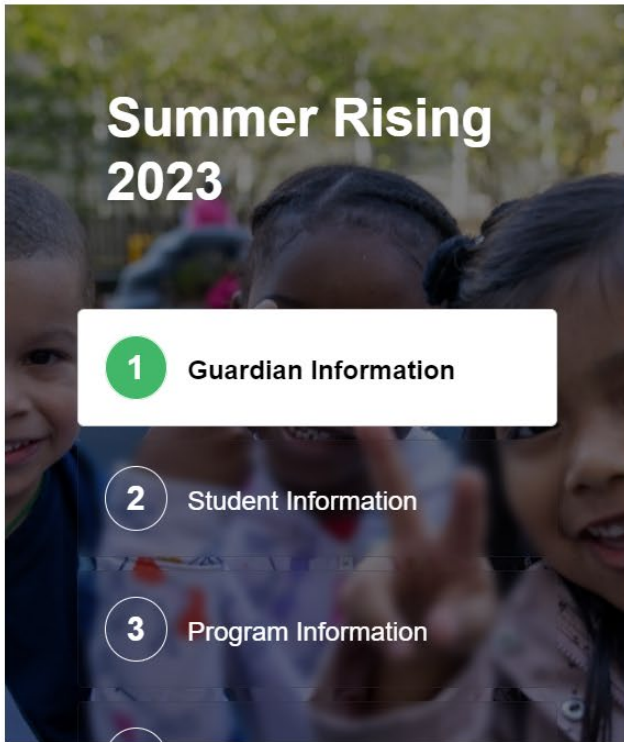 Summer Rising
2023
1 Guardian Information
2 Student Information
3 Program Information